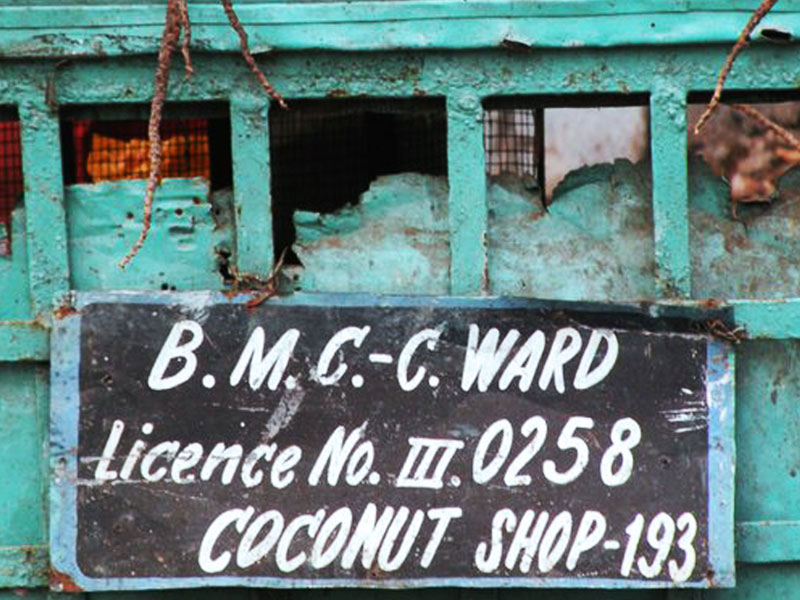 B. M. C.-C. WARD
Licence No. III. 0258
COCONUT SHOP-193